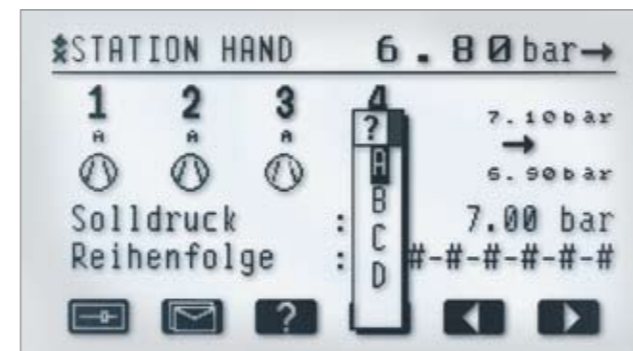 STATION HAND 6.80bar→
1 2 3 4
A A A
7.10bar
→
6.90bar
?
A
B
C
D
Solldruck : 7.00 bar
Reihenfolge : #-#-#-#-#-#
?